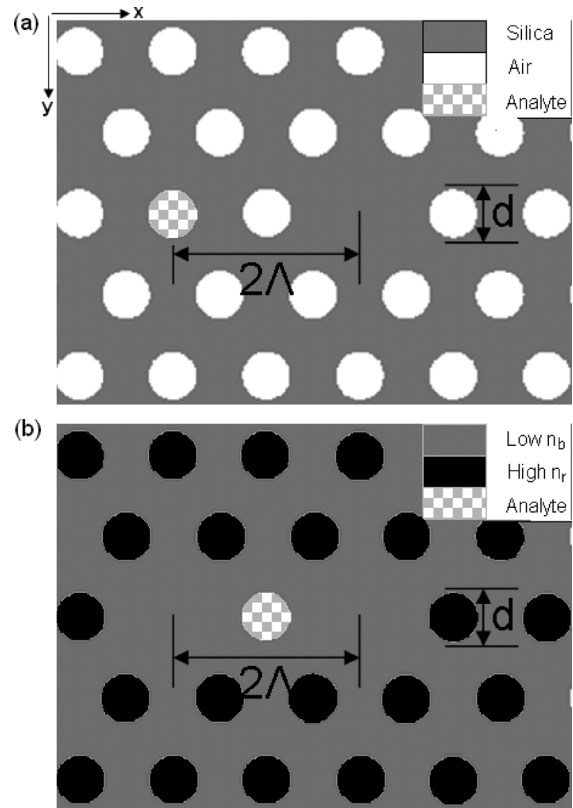 (a)
x
y
Silica
Air
Analyte
d
2Λ
(b)
Low n_b
High n_r
Analyte
d
2Λ